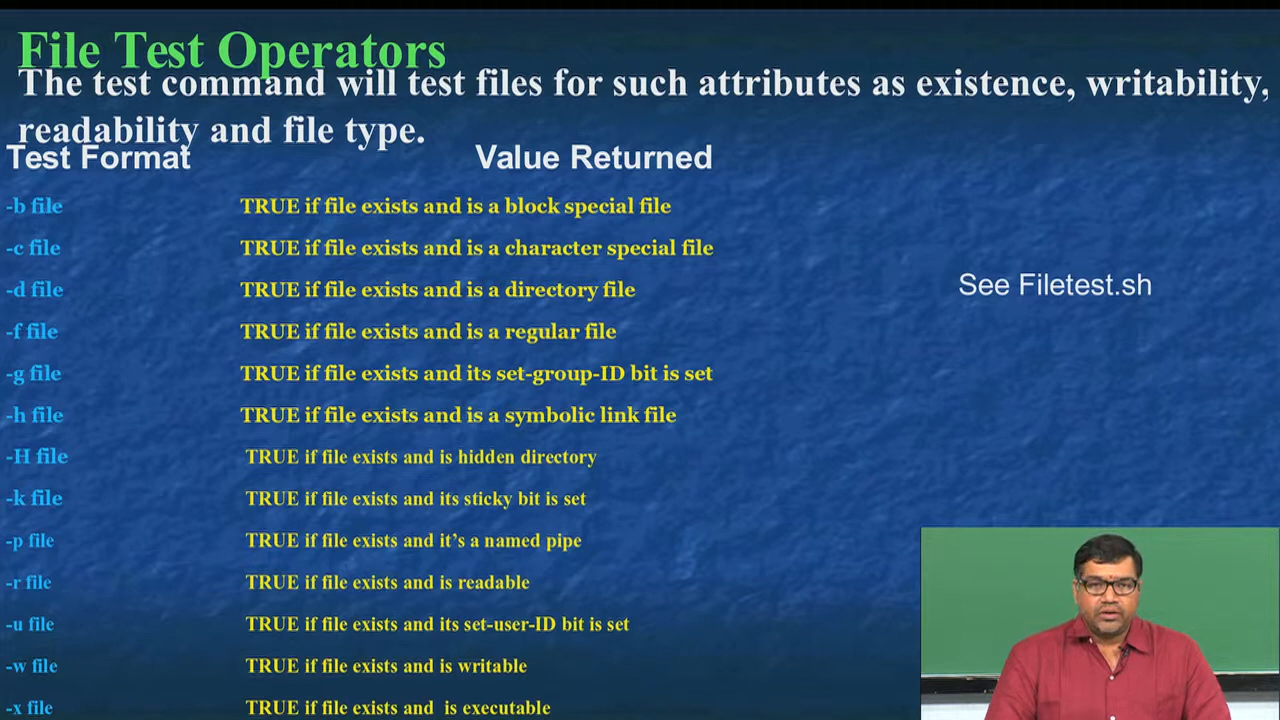 File Test Operators
The test command will test files for such attributes as existence, writability,
readability and file type.
Test Format Value Returned
-b file TRUE if file exists and is a block special file
-c file TRUE if file exists and is a character special file
-d file TRUE if file exists and is a directory file
See Filetest.sh
-f file TRUE if file exists and is a regular file
-g file TRUE if file exists and its set-group-ID bit is set
-h file TRUE if file exists and is a symbolic link file
-H file TRUE if file exists and is hidden directory
-k file TRUE if file exists and its sticky bit is set
-p file TRUE if file exists and it’s a named pipe
-r file TRUE if file exists and is readable
-u file TRUE if file exists and its set-user-ID bit is set
-w file TRUE if file exists and is writable
-x file TRUE if file exists and is executable